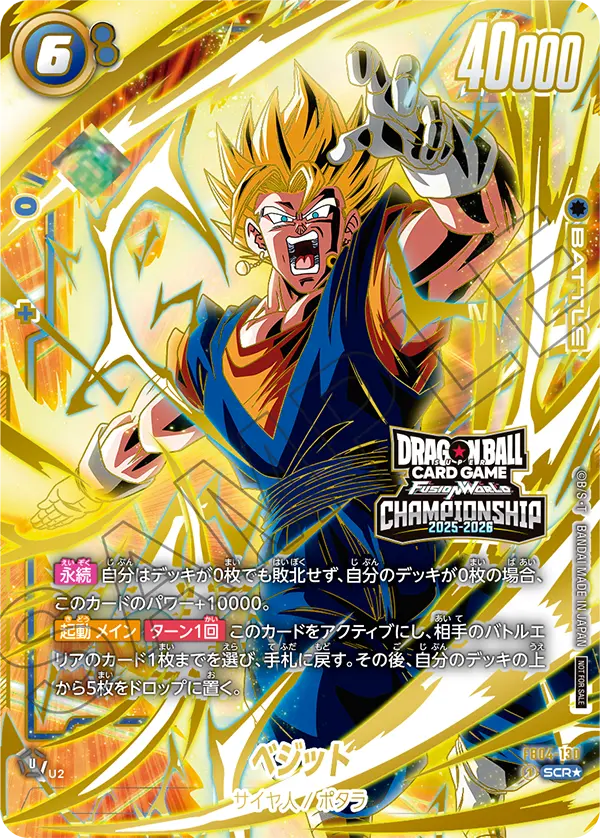 6
40000
BATTLE
SAMPLE
DRAGONBALL
SUPER
CARD GAME
FUSION WORLD
CHAMPIONSHIP
2025-2026
©B/S・T BANDAI MADE IN JAPAN
NOT FOR SALE
永続 自分はデッキが0枚でも敗北せず、自分のデッキが0枚の場合、
このカードのパワー+10000。
起動メイン ターン1回 このカードをアクティブにし、相手のバトルエ
リアのカード1枚までを選び、手札に戻す。その後、自分のデッキの上
から5枚をドロップに置く。
ベジット
サイヤ人/ポタラ
U/U2
FB04-130
SCR★